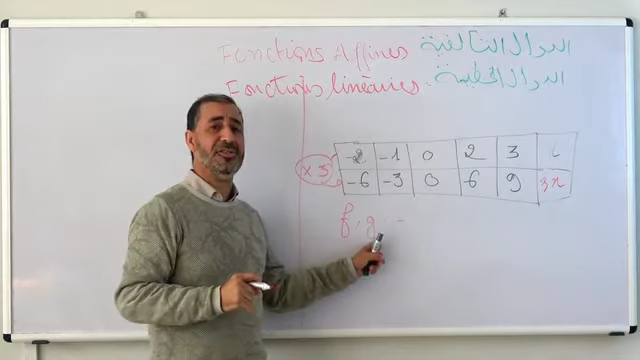 Fonctions Affines الدوال التآلفية
Fonctions linéaires. الدوال الخطية
-2 -1 0 2 3
× 3
-6 -3 0 6 9 3x
f, g, -